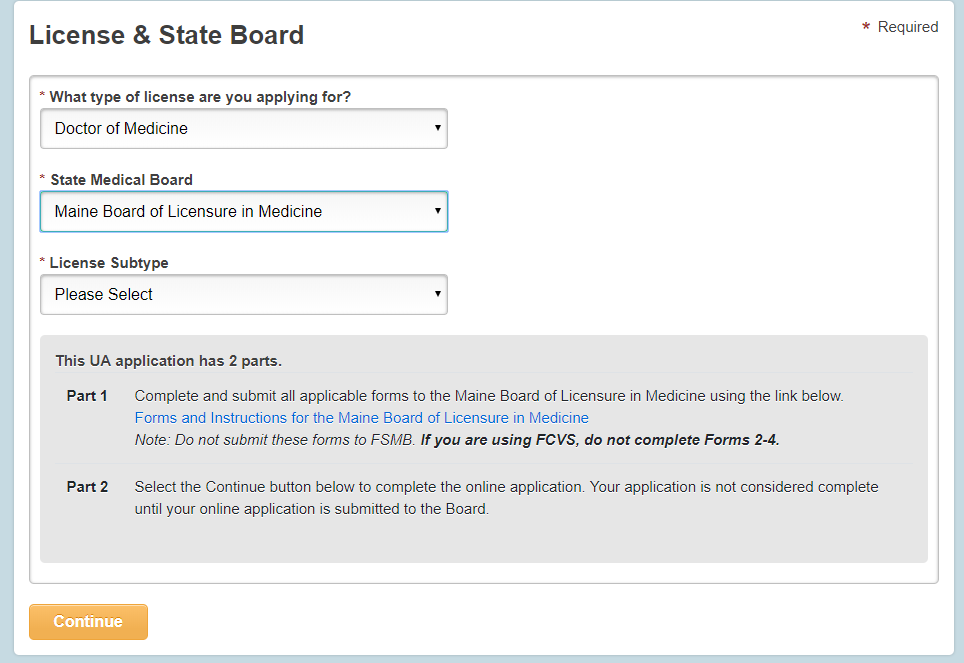 License & State Board
* Required
* What type of license are you applying for?
Doctor of Medicine
* State Medical Board
Maine Board of Licensure in Medicine
* License Subtype
Please Select
This UA application has 2 parts.
Part 1 Complete and submit all applicable forms to the Maine Board of Licensure in Medicine using the link below.
Forms and Instructions for the Maine Board of Licensure in Medicine
Note: Do not submit these forms to FSMB. If you are using FCVS, do not complete Forms 2-4.
Part 2 Select the Continue button below to complete the online application. Your application is not considered complete
until your online application is submitted to the Board.
Continue